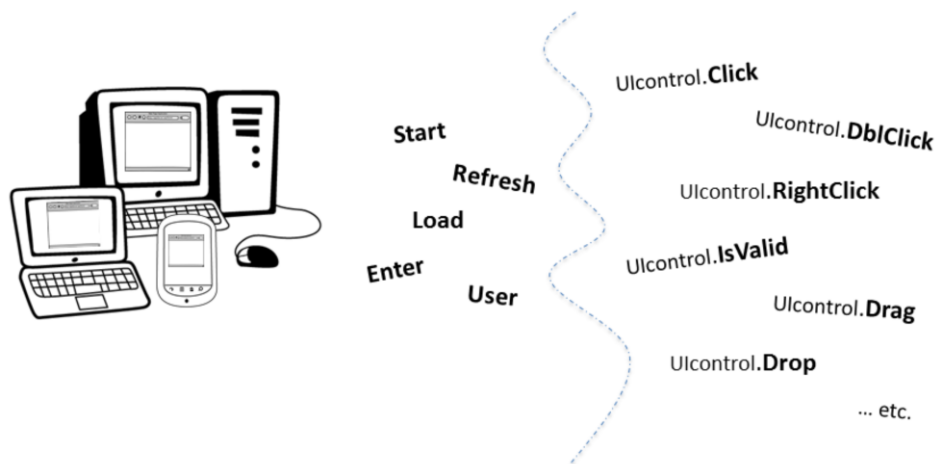 Start
Refresh
Load
Enter
User
UIcontrol.Click
UIcontrol.DblClick
UIcontrol.RightClick
UIcontrol.IsValid
UIcontrol.Drag
UIcontrol.Drop
... etc.